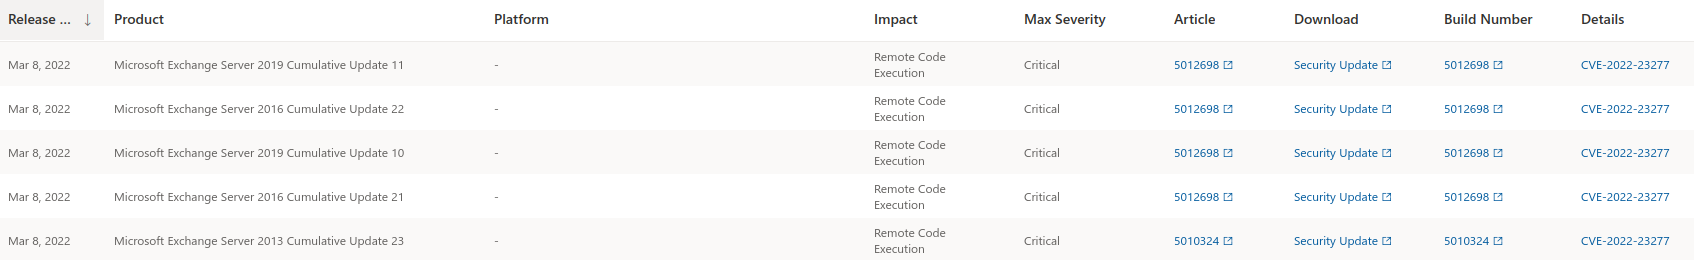 Release ... ↓ Product Platform Impact Max Severity Article Download Build Number Details
Mar 8, 2022 Microsoft Exchange Server 2019 Cumulative Update 11 - Remote Code Execution Critical 5012698 Security Update 5012698 CVE-2022-23277
Mar 8, 2022 Microsoft Exchange Server 2016 Cumulative Update 22 - Remote Code Execution Critical 5012698 Security Update 5012698 CVE-2022-23277
Mar 8, 2022 Microsoft Exchange Server 2019 Cumulative Update 10 - Remote Code Execution Critical 5012698 Security Update 5012698 CVE-2022-23277
Mar 8, 2022 Microsoft Exchange Server 2016 Cumulative Update 21 - Remote Code Execution Critical 5012698 Security Update 5012698 CVE-2022-23277
Mar 8, 2022 Microsoft Exchange Server 2013 Cumulative Update 23 - Remote Code Execution Critical 5010324 Security Update 5010324 CVE-2022-23277